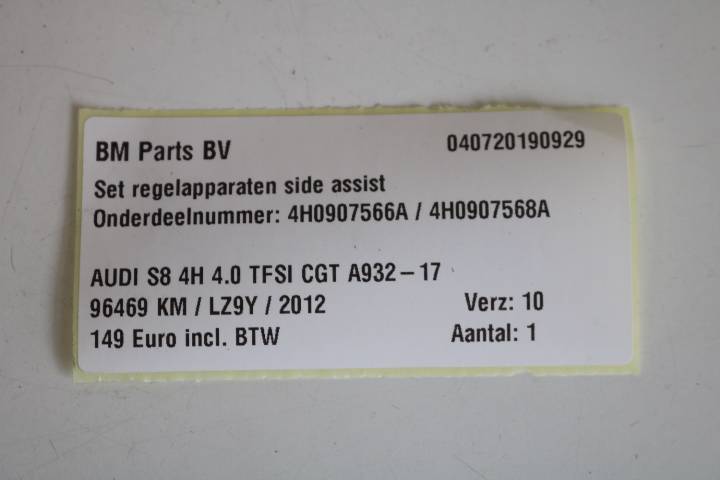 BM Parts BV 040720190929
Set regelapparaten side assist
Onderdeelnummer: 4H0907566A / 4H0907568A
AUDI S8 4H 4.0 TFSI CGT A932-17
96469 KM / LZ9Y / 2012 Verz: 10
149 Euro incl. BTW Aantal: 1